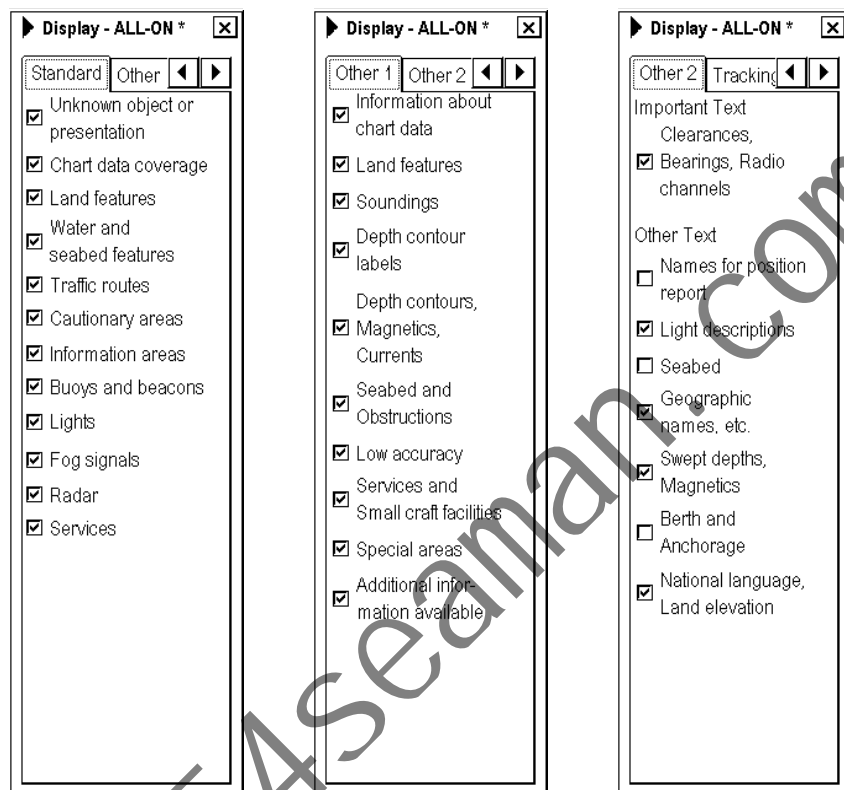 Display - ALL-ON *
Standard
Other
Unknown object or
presentation
Chart data coverage
Land features
Water and
seabed features
Traffic routes
Cautionary areas
Information areas
Buoys and beacons
Lights
Fog signals
Radar
Services
Display - ALL-ON *
Other 1
Other 2
Information about
chart data
Land features
Soundings
Depth contour
labels
Depth contours,
Magnetics,
Currents
Seabed and
Obstructions
Low accuracy
Services and
Small craft facilities
Special areas
Additional infor-
mation available
Display - ALL-ON *
Other 2
Tracking
Important Text
Clearances,
Bearings, Radio
channels
Other Text
Names for position
report
Light descriptions
Seabed
Geographic
names, etc.
Swept depths,
Magnetics
Berth and
Anchorage
National language,
Land elevation
4seaman.com